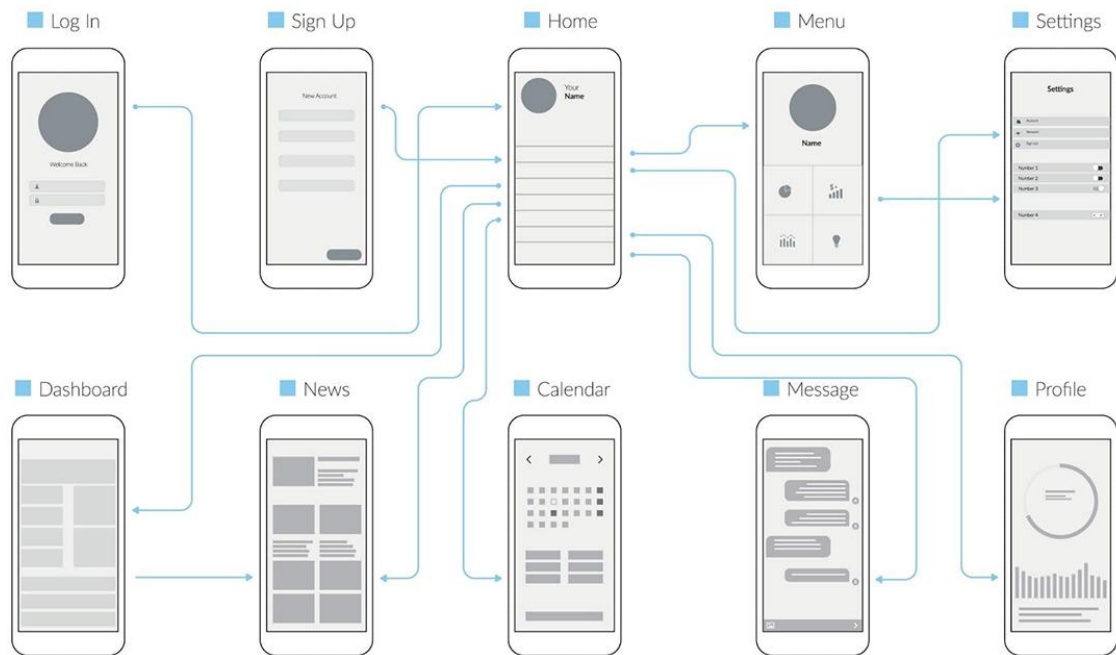 Log In
Sign Up
Home
Menu
Settings
Welcome Back
New Account
Your
Name
Name
Settings
Account
Number 1
Number 2
Number 3
Number 4
Dashboard
News
Calendar
Message
Profile